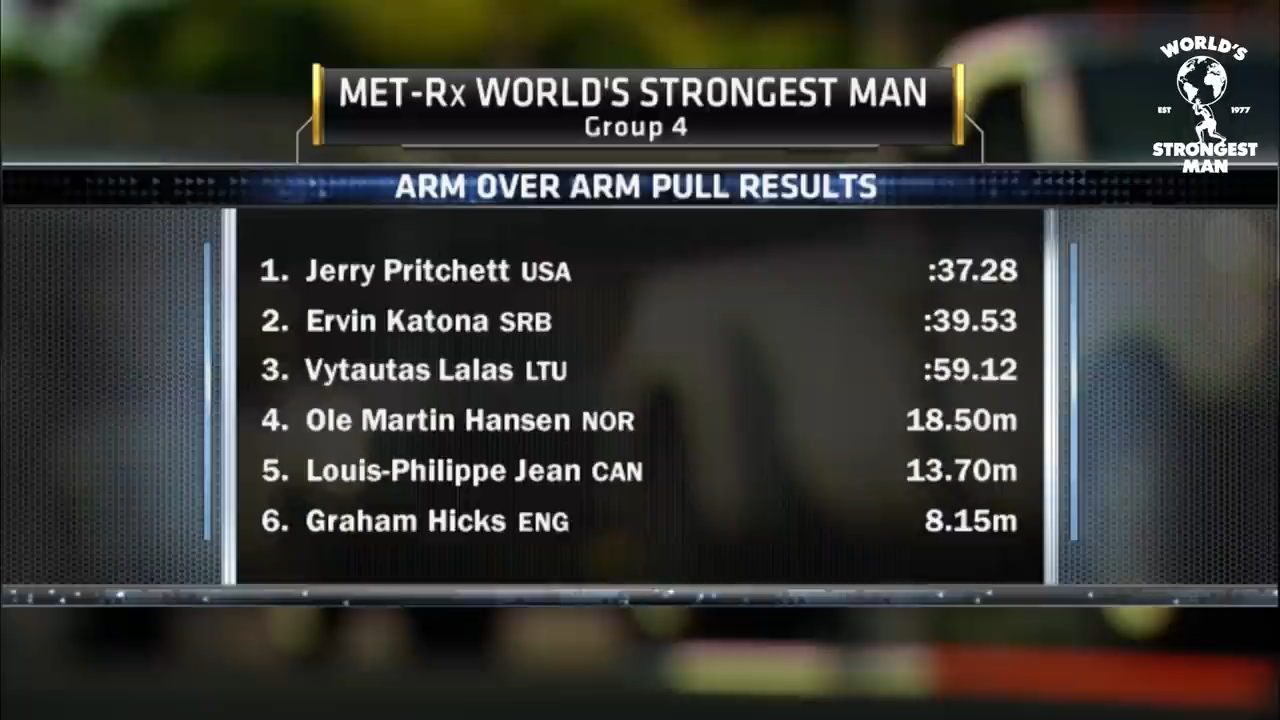 MET-Rx WORLD'S STRONGEST MAN
Group 4
WORLD'S
EST 1977
STRONGEST
MAN
ARM OVER ARM PULL RESULTS
1. Jerry Pritchett USA :37.28
2. Ervin Katona SRB :39.53
3. Vytautas Lalas LTU :59.12
4. Ole Martin Hansen NOR 18.50m
5. Louis-Philippe Jean CAN 13.70m
6. Graham Hicks ENG 8.15m